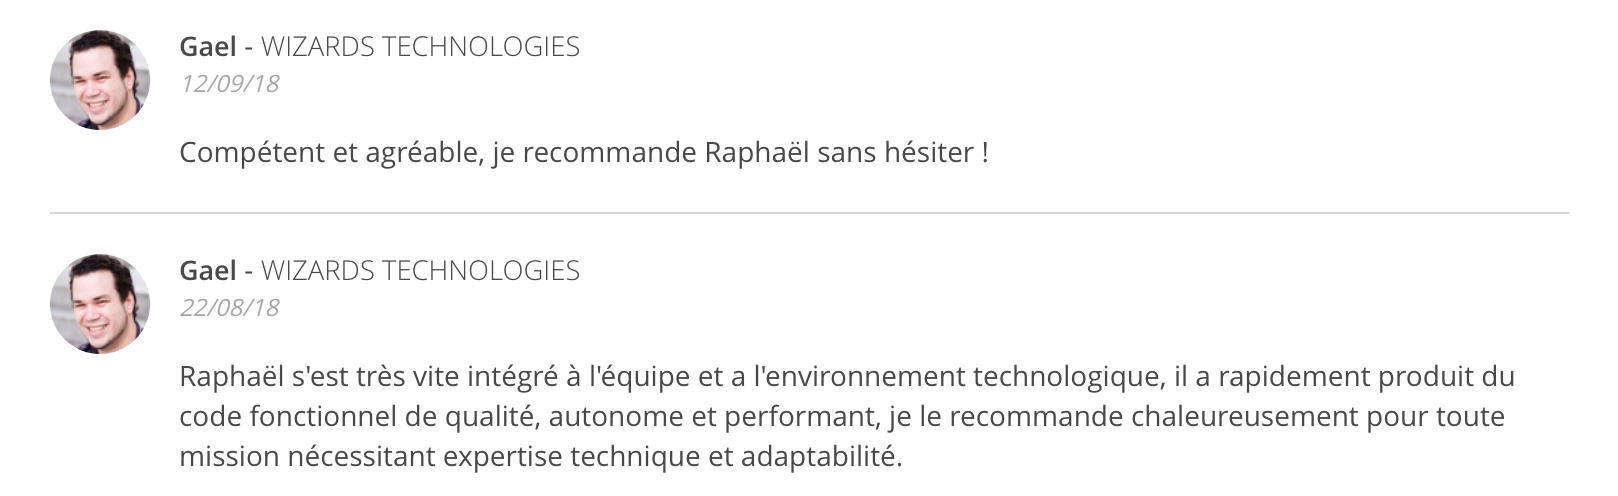 Gael - WIZARDS TECHNOLOGIES
12/09/18
Compétent et agréable, je recommande Raphaël sans hésiter !
Gael - WIZARDS TECHNOLOGIES
22/08/18
Raphaël s'est très vite intégré à l'équipe et a l'environnement technologique, il a rapidement produit du
code fonctionnel de qualité, autonome et performant, je le recommande chaleureusement pour toute
mission nécessitant expertise technique et adaptabilité.